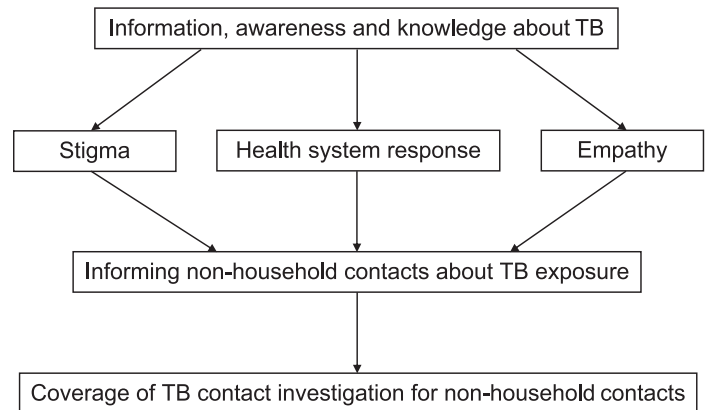 Information, awareness and knowledge about TB
Stigma
Health system response
Empathy
Informing non-household contacts about TB exposure
Coverage of TB contact investigation for non-household contacts